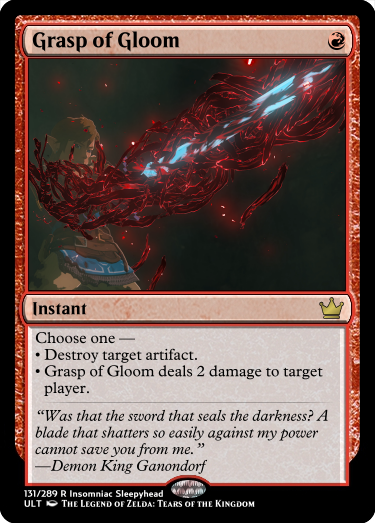 Grasp of Gloom
Instant
Choose one —
• Destroy target artifact.
• Grasp of Gloom deals 2 damage to target
player.
“Was that the sword that seals the darkness? A
blade that shatters so easily against my power
cannot save you from me.”
—Demon King Ganondorf
131/289 R Insomniac Sleepyhead
ULT The Legend of Zelda: Tears of the Kingdom